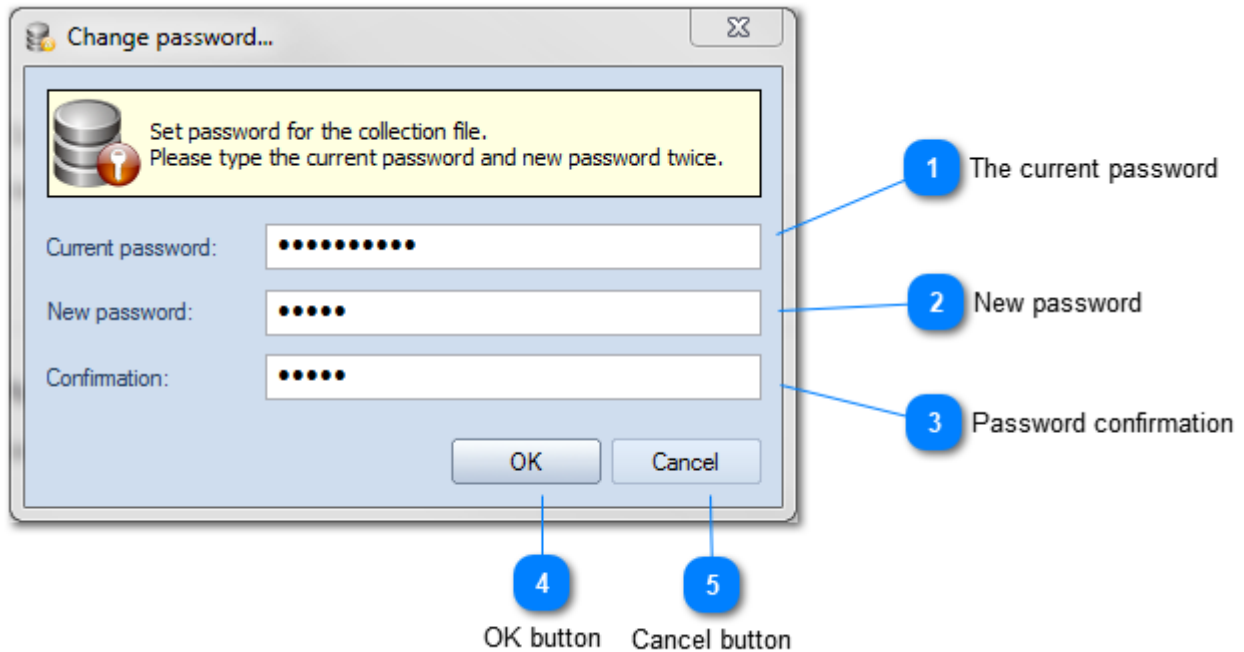 Change password...
Set password for the collection file.
Please type the current password and new password twice.
1 The current password
Current password: ••••••••••
2 New password
New password: •••••
Confirmation: •••••
3 Password confirmation
OK Cancel
4 5
OK button Cancel button